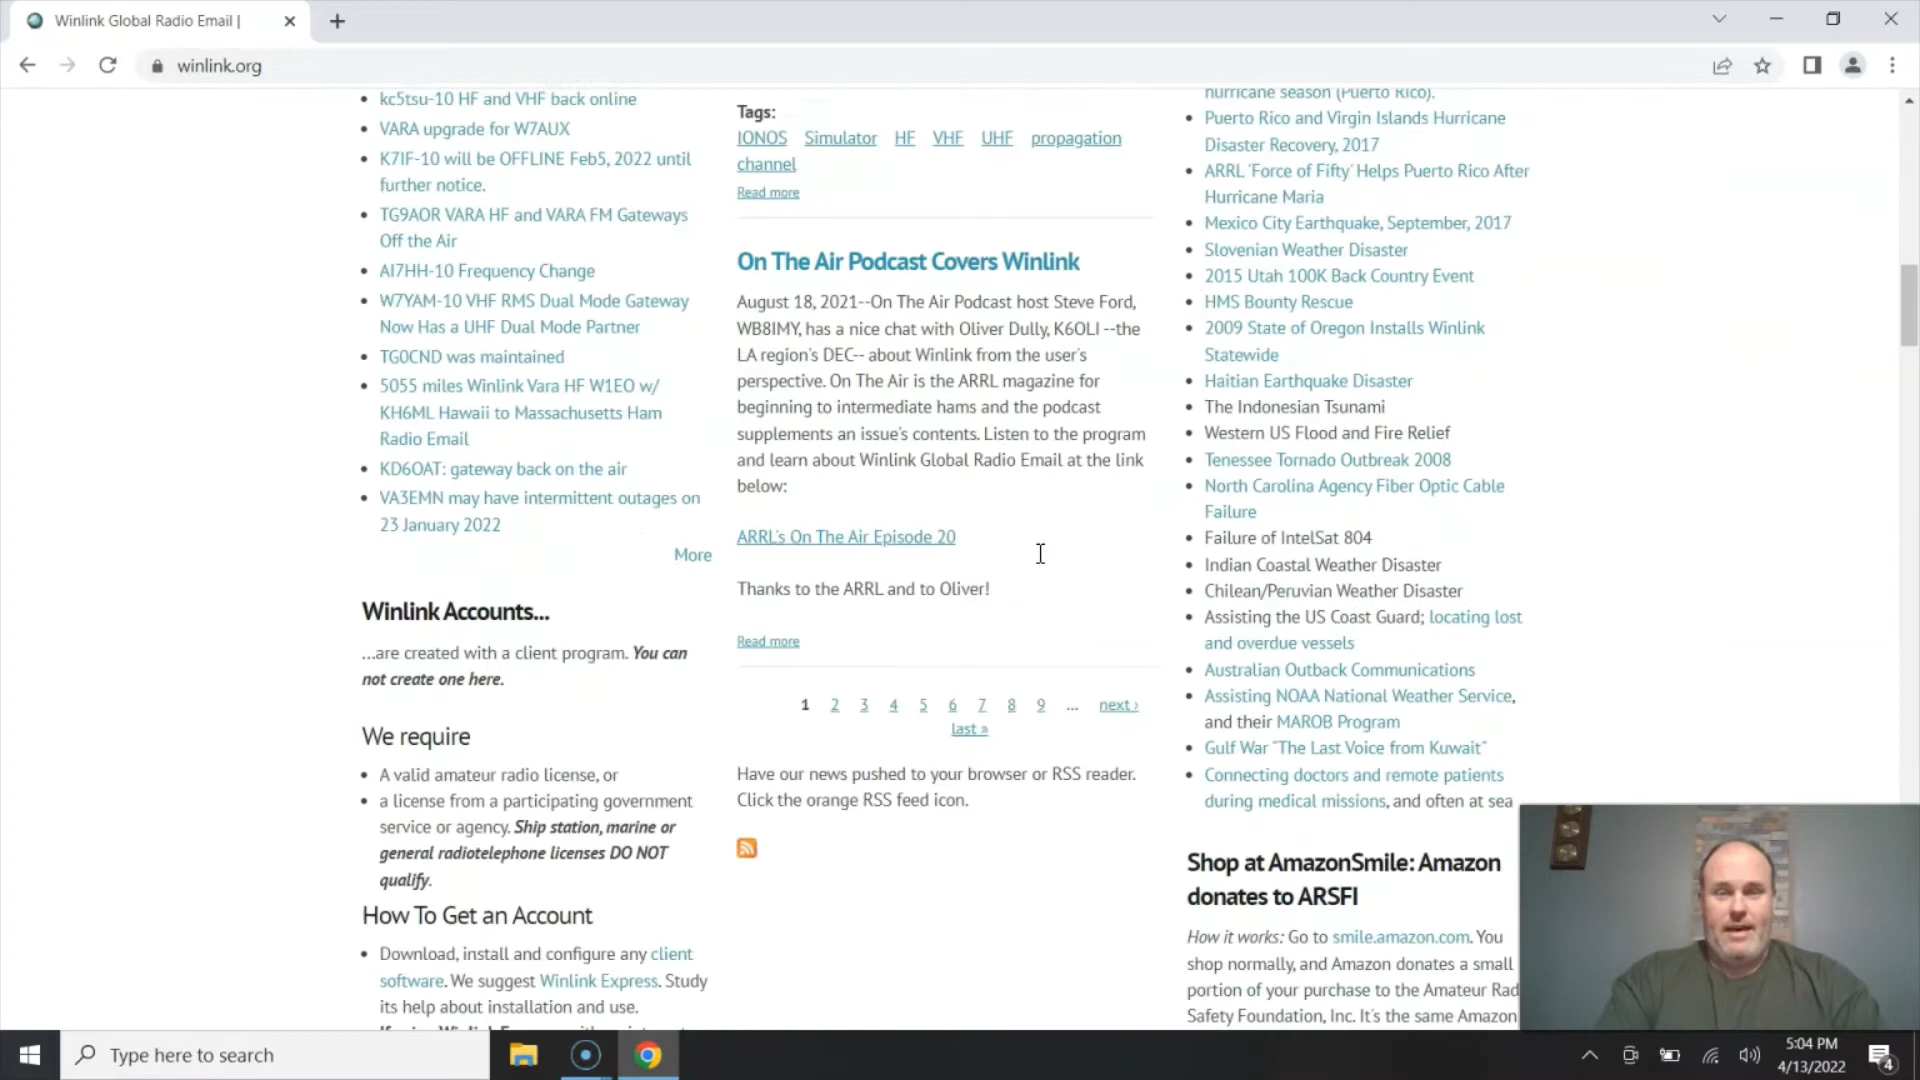 Winlink Global Radio Email |
winlink.org
kc5tsu-10 HF and VHF back online
VARA upgrade for W7AUX
K7IF-10 will be OFFLINE Feb5, 2022 until
further notice.
TG9AOR VARA HF and VARA FM Gateways
Off the Air
AI7HH-10 Frequency Change
W7YAM-10 VHF RMS Dual Mode Gateway
Now Has a UHF Dual Mode Partner
TG0CND was maintained
5055 miles Winlink Vara HF W1EO w/
KH6ML Hawaii to Massachusetts Ham
Radio Email
KD6OAT: gateway back on the air
VA3EMN may have intermittent outages on
23 January 2022
More
Winlink Accounts...
...are created with a client program. You can
not create one here.
We require
A valid amateur radio license, or
a license from a participating government
service or agency. Ship station, marine or
general radiotelephone licenses DO NOT
qualify.
How To Get an Account
Download, install and configure any client
software. We suggest Winlink Express. Study
its help about installation and use.
Tags:
IONOS Simulator HF VHF UHF propagation
channel
Read more
On The Air Podcast Covers Winlink
August 18, 2021--On The Air Podcast host Steve Ford,
WB8IMY, has a nice chat with Oliver Dully, K6OLI --the
LA region's DEC-- about Winlink from the user's
perspective. On The Air is the ARRL magazine for
beginning to intermediate hams and the podcast
supplements an issue's contents. Listen to the program
and learn about Winlink Global Radio Email at the link
below:
ARRL's On The Air Episode 20
Thanks to the ARRL and to Oliver!
Read more
1 2 3 4 5 6 7 8 9 ... next ›
last »
Have our news pushed to your browser or RSS reader.
Click the orange RSS feed icon.
hurricane season (Puerto Rico).
Puerto Rico and Virgin Islands Hurricane
Disaster Recovery, 2017
ARRL 'Force of Fifty' Helps Puerto Rico After
Hurricane Maria
Mexico City Earthquake, September, 2017
Slovenian Weather Disaster
2015 Utah 100K Back Country Event
HMS Bounty Rescue
2009 State of Oregon Installs Winlink
Statewide
Haitian Earthquake Disaster
The Indonesian Tsunami
Western US Flood and Fire Relief
Tenessee Tornado Outbreak 2008
North Carolina Agency Fiber Optic Cable
Failure
Failure of IntelSat 804
Indian Coastal Weather Disaster
Chilean/Peruvian Weather Disaster
Assisting the US Coast Guard; locating lost
and overdue vessels
Australian Outback Communications
Assisting NOAA National Weather Service,
and their MAROB Program
Gulf War "The Last Voice from Kuwait"
Connecting doctors and remote patients
during medical missions, and often at sea
Shop at AmazonSmile: Amazon
donates to ARSFI
How it works: Go to smile.amazon.com. You
shop normally, and Amazon donates a small
portion of your purchase to the Amateur Rad
Safety Foundation, Inc. It's the same Amazon
Type here to search
5:04 PM
4/13/2022
4